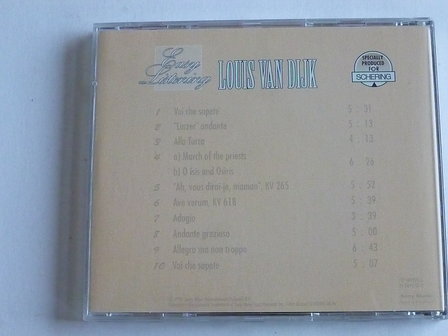 Easy
Listening
LOUIS VAN DIJK
SPECIALLY
PRODUCED
FOR
SCHERING
1 Voi che sapete 5 : 31
2 "Linzer" andante 5 : 13
3 Alla Turca 4 : 13
4 a) March of the priests 6 : 26
b) O isis and Osiris
5 "Ah, vous dirai-je, maman", KV 265 5 : 52
6 Ave verum, KV 618 5 : 39
7 Adagio 3 : 39
8 Andante grazioso 5 : 00
9 Allegro ma non troppo 6 : 43
10 Voi che sapete 5 : 07